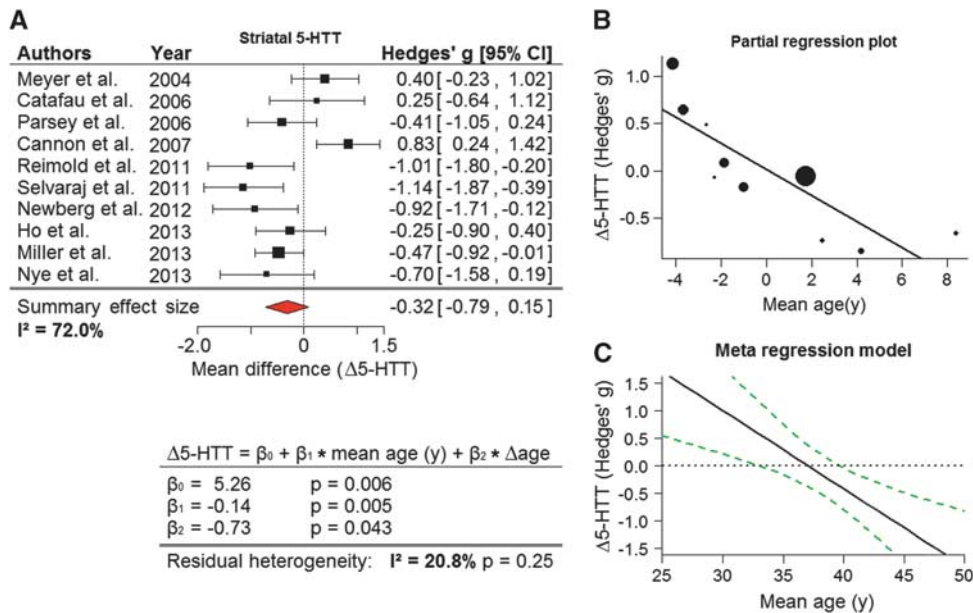 A
Striatal 5-HTT
Authors Year Hedges' g [95% CI]
Meyer et al. 2004 0.40 [-0.23 , 1.02]
Catafau et al. 2006 0.25 [-0.64 , 1.12]
Parsey et al. 2006 -0.41 [-1.05 , 0.24]
Cannon et al. 2007 0.83 [ 0.24 , 1.42]
Reimold et al. 2011 -1.01 [-1.80 , -0.20]
Selvaraj et al. 2011 -1.14 [-1.87 , -0.39]
Newberg et al. 2012 -0.92 [-1.71 , -0.12]
Ho et al. 2013 -0.25 [-0.90 , 0.40]
Miller et al. 2013 -0.47 [-0.92 , -0.01]
Nye et al. 2013 -0.70 [-1.58 , 0.19]
Summary effect size -0.32 [-0.79 , 0.15]
I² = 72.0%
-2.0 0 1.5
Mean difference (Δ5-HTT)
Δ5-HTT = β₀ + β₁ * mean age (y) + β₂ * Δage
β₀ = 5.26 p = 0.006
β₁ = -0.14 p = 0.005
β₂ = -0.73 p = 0.043
Residual heterogeneity: I² = 20.8% p = 0.25
B
Partial regression plot
Δ5-HTT (Hedges' g)
1.0
0.5
0.0
-0.5
-4 -2 0 2 4 6 8
Mean age(y)
C
Meta regression model
Δ5-HTT (Hedges' g)
1.5
1.0
0.5
0.0
-0.5
-1.0
-1.5
25 30 35 40 45 50
Mean age (y)